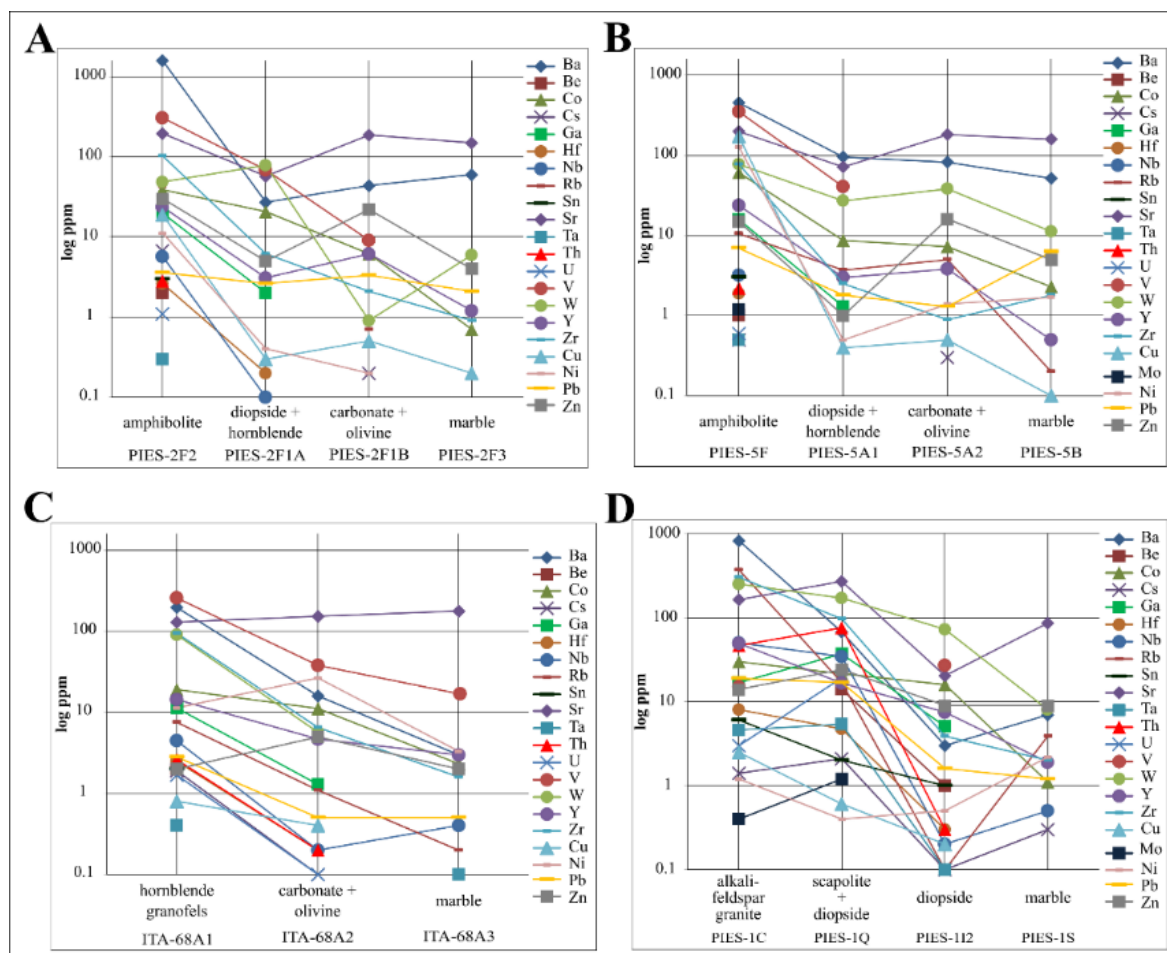 A
log ppm
1000
100
10
1
0.1
amphibolite
diopside +
hornblende
carbonate +
olivine
marble
PIES-2F2
PIES-2F1A
PIES-2F1B
PIES-2F3
Ba
Be
Co
Cs
Ga
Hf
Nb
Rb
Sn
Sr
Ta
Th
U
V
W
Y
Zr
Cu
Ni
Pb
Zn
B
log ppm
1000
100
10
1
0.1
amphibolite
diopside +
hornblende
carbonate +
olivine
marble
PIES-5F
PIES-5A1
PIES-5A2
PIES-5B
Ba
Be
Co
Cs
Ga
Hf
Nb
Rb
Sn
Sr
Ta
Th
U
V
W
Y
Zr
Cu
Mo
Ni
Pb
Zn
C
log ppm
1000
100
10
1
0.1
hornblende
granofels
carbonate +
olivine
marble
ITA-68A1
ITA-68A2
ITA-68A3
Ba
Be
Co
Cs
Ga
Hf
Nb
Rb
Sn
Sr
Ta
Th
U
V
W
Y
Zr
Cu
Ni
Pb
Zn
D
log ppm
1000
100
10
1
0.1
alkali-
feldspar
granite
scapolite
+
diopside
diopside
marble
PIES-1C
PIES-1Q
PIES-1I2
PIES-1S
Ba
Be
Co
Cs
Ga
Hf
Nb
Rb
Sn
Sr
Ta
Th
U
V
W
Y
Zr
Cu
Mo
Ni
Pb
Zn